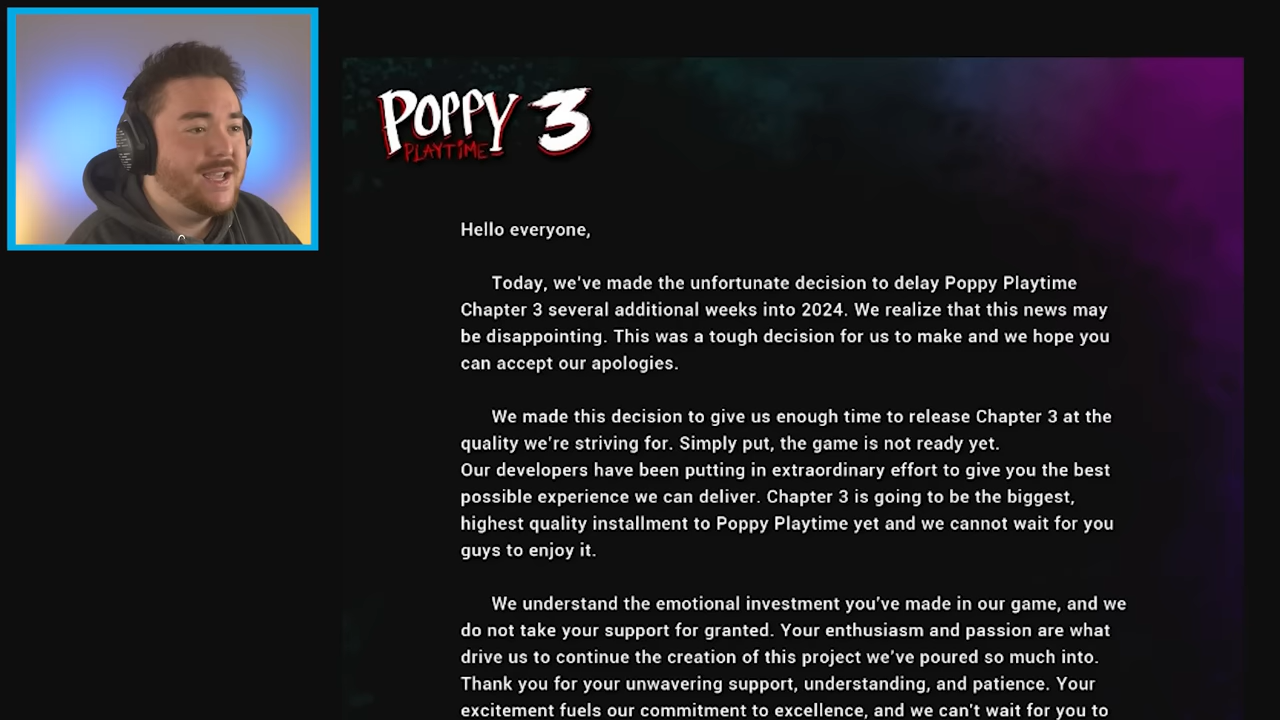 POPPY 3
PLAYTIME
Hello everyone,
Today, we've made the unfortunate decision to delay Poppy Playtime
Chapter 3 several additional weeks into 2024. We realize that this news may
be disappointing. This was a tough decision for us to make and we hope you
can accept our apologies.
We made this decision to give us enough time to release Chapter 3 at the
quality we're striving for. Simply put, the game is not ready yet.
Our developers have been putting in extraordinary effort to give you the best
possible experience we can deliver. Chapter 3 is going to be the biggest,
highest quality installment to Poppy Playtime yet and we cannot wait for you
guys to enjoy it.
We understand the emotional investment you've made in our game, and we
do not take your support for granted. Your enthusiasm and passion are what
drive us to continue the creation of this project we've poured so much into.
Thank you for your unwavering support, understanding, and patience. Your
excitement fuels our commitment to excellence, and we can't wait for you to